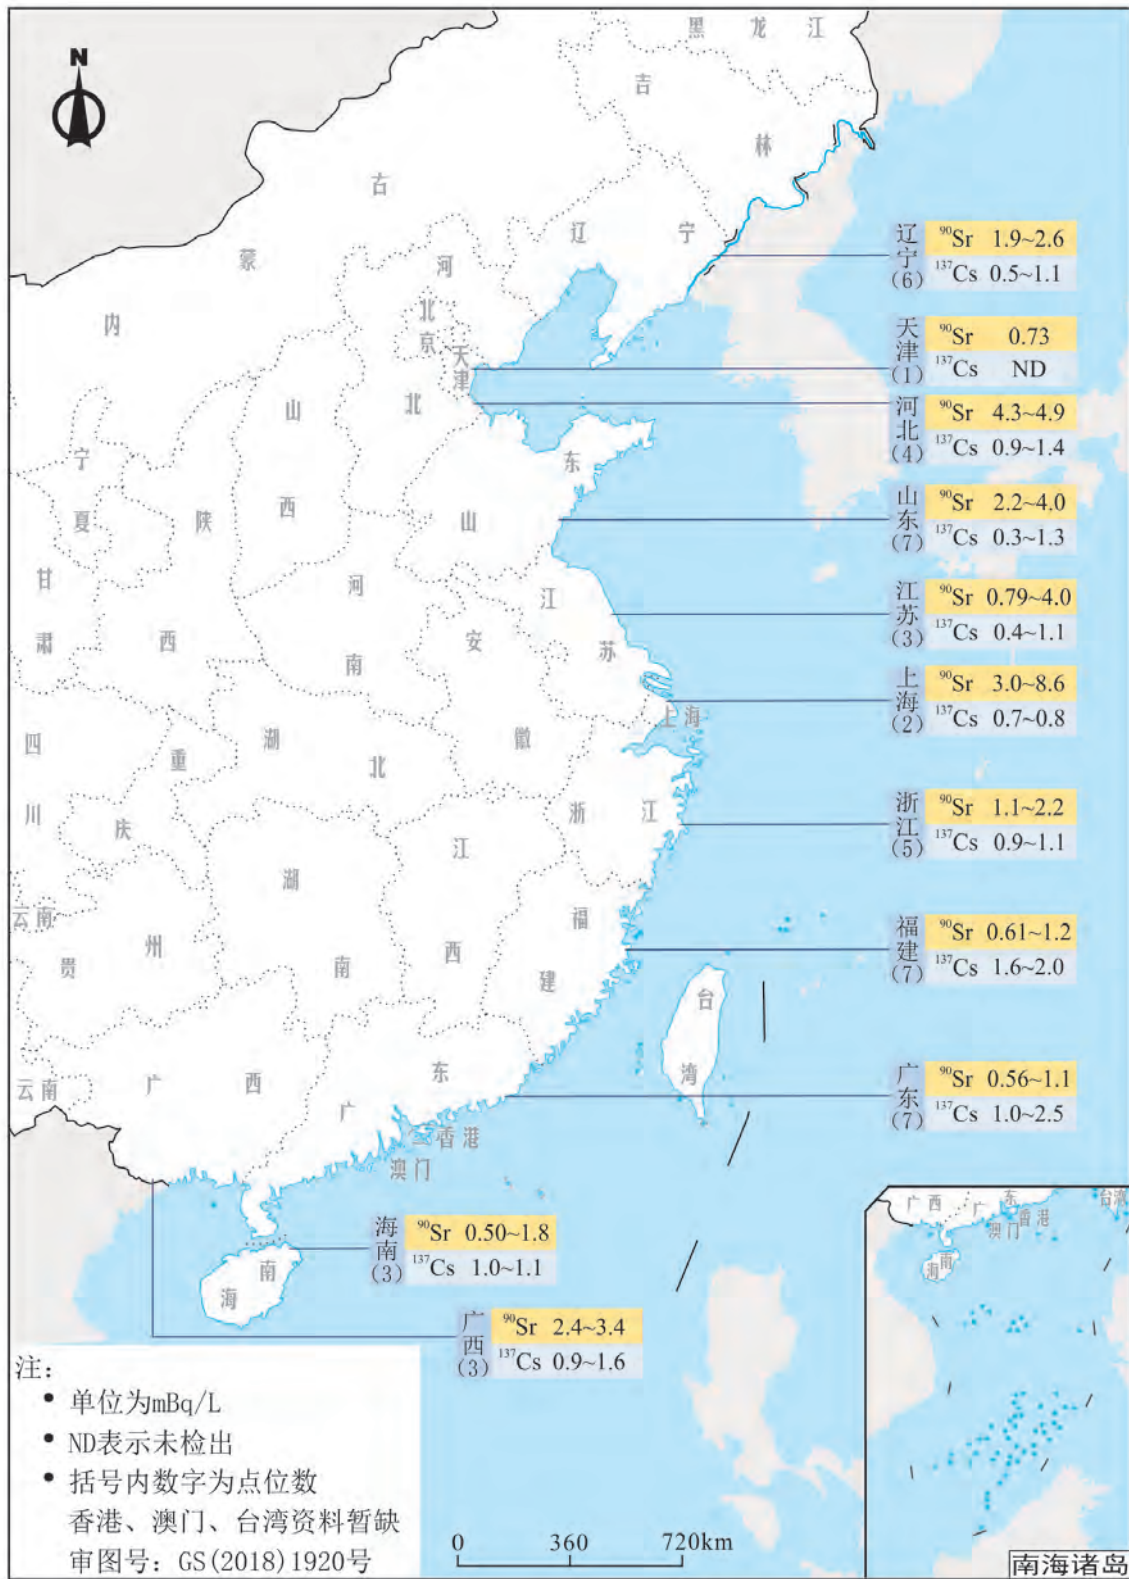 N
黑龙江
吉林
内蒙古
辽宁
河北
北京
天津
山西
山东
宁夏
陕西
甘肃
河南
江苏
安徽
上海
四川
重庆
湖北
浙江
江西
湖南
福建
云南
贵州
云南
广西
广东
台湾
香港
澳门
海南
辽宁(6)
⁹⁰Sr 1.9~2.6
¹³⁷Cs 0.5~1.1
天津(1)
⁹⁰Sr 0.73
¹³⁷Cs ND
河北(4)
⁹⁰Sr 4.3~4.9
¹³⁷Cs 0.9~1.4
山东(7)
⁹⁰Sr 2.2~4.0
¹³⁷Cs 0.3~1.3
江苏(3)
⁹⁰Sr 0.79~4.0
¹³⁷Cs 0.4~1.1
上海(2)
⁹⁰Sr 3.0~8.6
¹³⁷Cs 0.7~0.8
浙江(5)
⁹⁰Sr 1.1~2.2
¹³⁷Cs 0.9~1.1
福建(7)
⁹⁰Sr 0.61~1.2
¹³⁷Cs 1.6~2.0
广东(7)
⁹⁰Sr 0.56~1.1
¹³⁷Cs 1.0~2.5
海南(3)
⁹⁰Sr 0.50~1.8
¹³⁷Cs 1.0~1.1
广西(3)
⁹⁰Sr 2.4~3.4
¹³⁷Cs 0.9~1.6
注：
• 单位为mBq/L
• ND表示未检出
• 括号内数字为点位数
香港、澳门、台湾资料暂缺
审图号：GS(2018)1920号
0 360 720km
广西
广东
台湾
香港
澳门
海南
南海诸岛